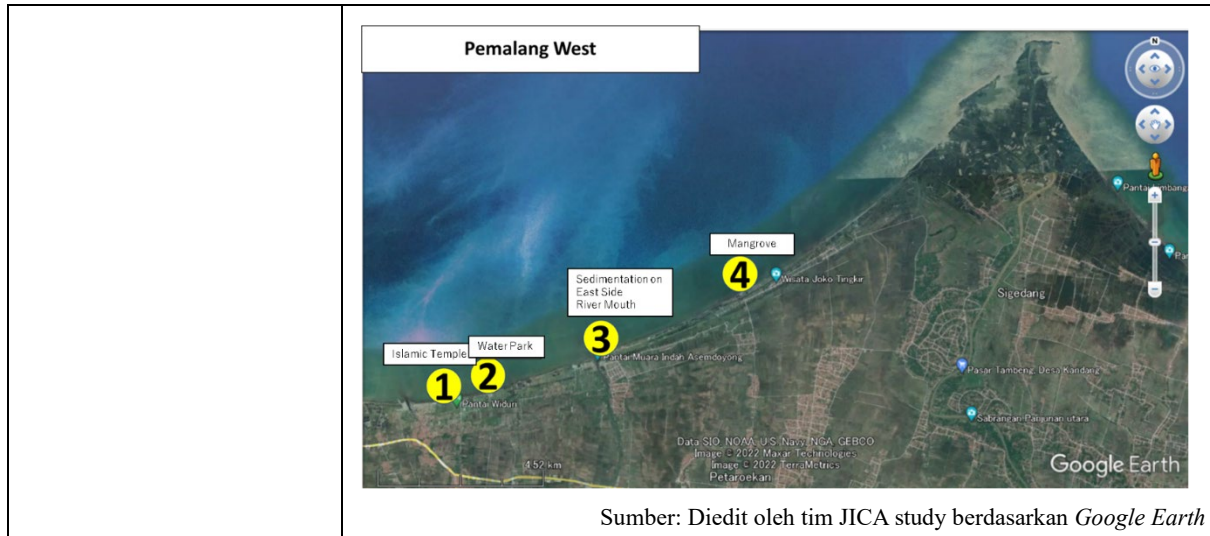 Pemalang West
N
Mangrove
4
Wisata Joko Tingkir
Sedimentation on
East Side
River Mouth
3
Pantai Muara Indah Asemdoyong
Sigedang
Islamic Temple
Water Park
1
2
Pantai Widuri
Pasar Tambeng, Desa Kandang
Sabrangan Paujunan utara
Data SIO, NOAA, U.S. Navy, NGA, GEBCO
Image © 2022 Maxar Technologies
Image © 2022 TerraMetrics
Petaroekan
4.52 km
Google Earth
Sumber: Diedit oleh tim JICA study berdasarkan Google Earth